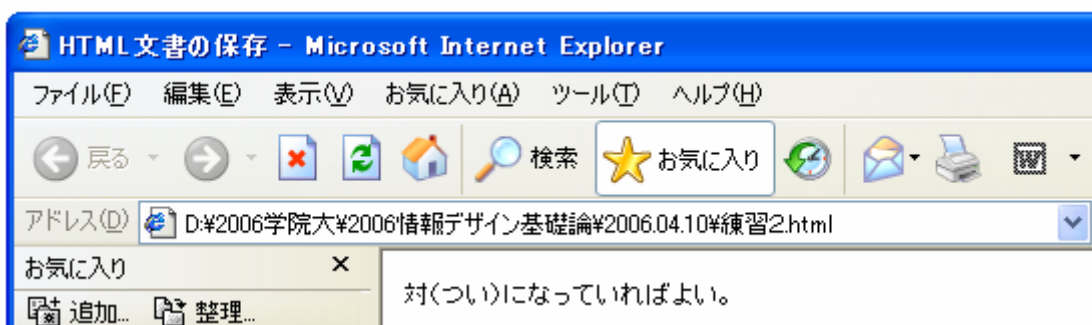 HTML文書の保存 - Microsoft Internet Explorer
ファイル(F) 編集(E) 表示(V) お気に入り(A) ツール(T) ヘルプ(H)
戻る 検索 お気に入り W
アドレス(D) D:¥2006学院大¥2006情報デザイン基礎論¥2006.04.10¥練習2.html
お気に入り ×
追加... 整理...
対(つい)になっていればよい。